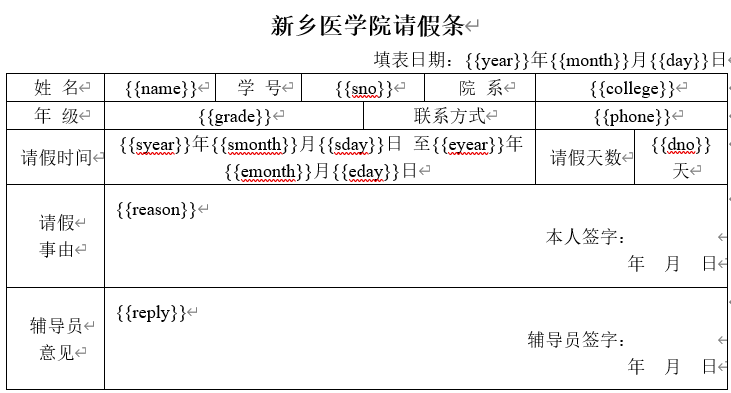 新乡医学院请假条
填表日期：{{year}}年{{month}}月{{day}}日
姓 名 {{name}} 学 号 {{sno}} 院 系 {{college}}
年 级 {{grade}} 联系方式 {{phone}}
请假时间 {{syear}}年{{smonth}}月{{sday}}日 至{{eyear}}年
{{emonth}}月{{eday}}日
请假天数 {{dno}}
天
请假
事由
{{reason}}
本人签字：
年 月 日
辅导员
意见
{{reply}}
辅导员签字：
年 月 日